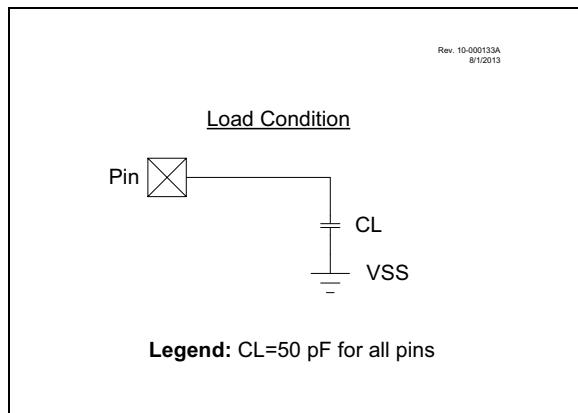 Rev. 10-000133A
8/1/2013
Load Condition
Pin
CL
VSS
Legend: CL=50 pF for all pins